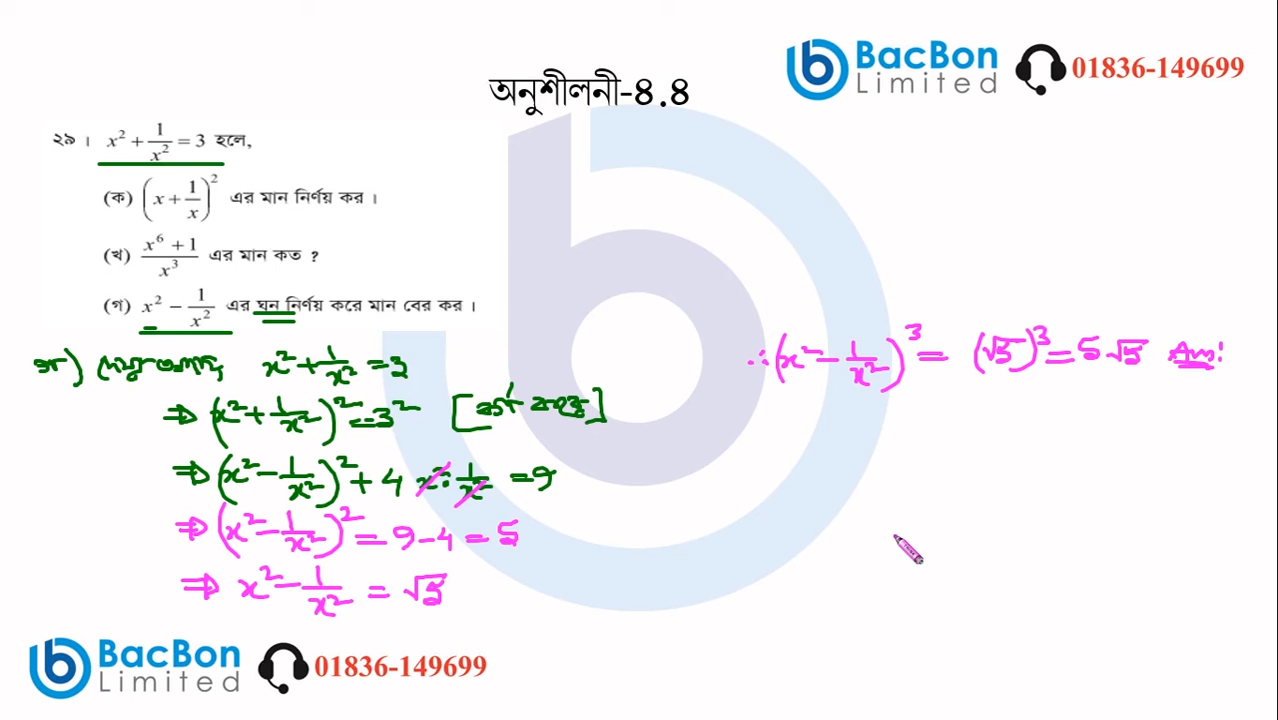 BacBon Limited 01836-149699
অনুশীলনী-৪.৪
২৯। x² + 1/x² = 3 হলে,
(ক) (x + 1/x)² এর মান নির্ণয় কর।
(খ) (x⁶ + 1)/x³ এর মান কত ?
(গ) x² − 1/x² এর ঘন নির্ণয় করে মান বের কর।
গ) দেওয়া আছে, x² + 1/x² = 3
⇒ (x² + 1/x²)² = 3² [বর্গ করে]
⇒ (x² − 1/x²)² + 4 x² · 1/x² = 9
⇒ (x² − 1/x²)² = 9 − 4 = 5
⇒ x² − 1/x² = √5
∴ (x² − 1/x²)³ = (√5)³ = 5√5 Ans:
BacBon Limited 01836-149699